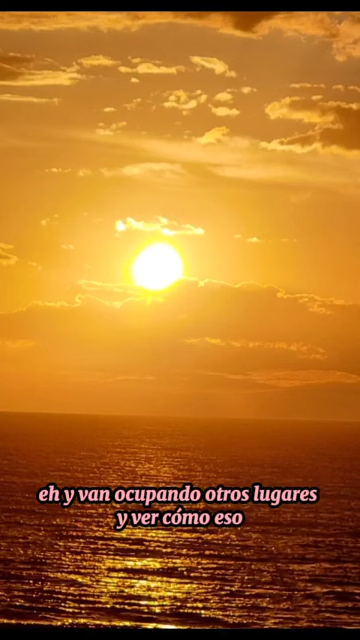 eh y van ocupando otros lugares
y ver cómo eso